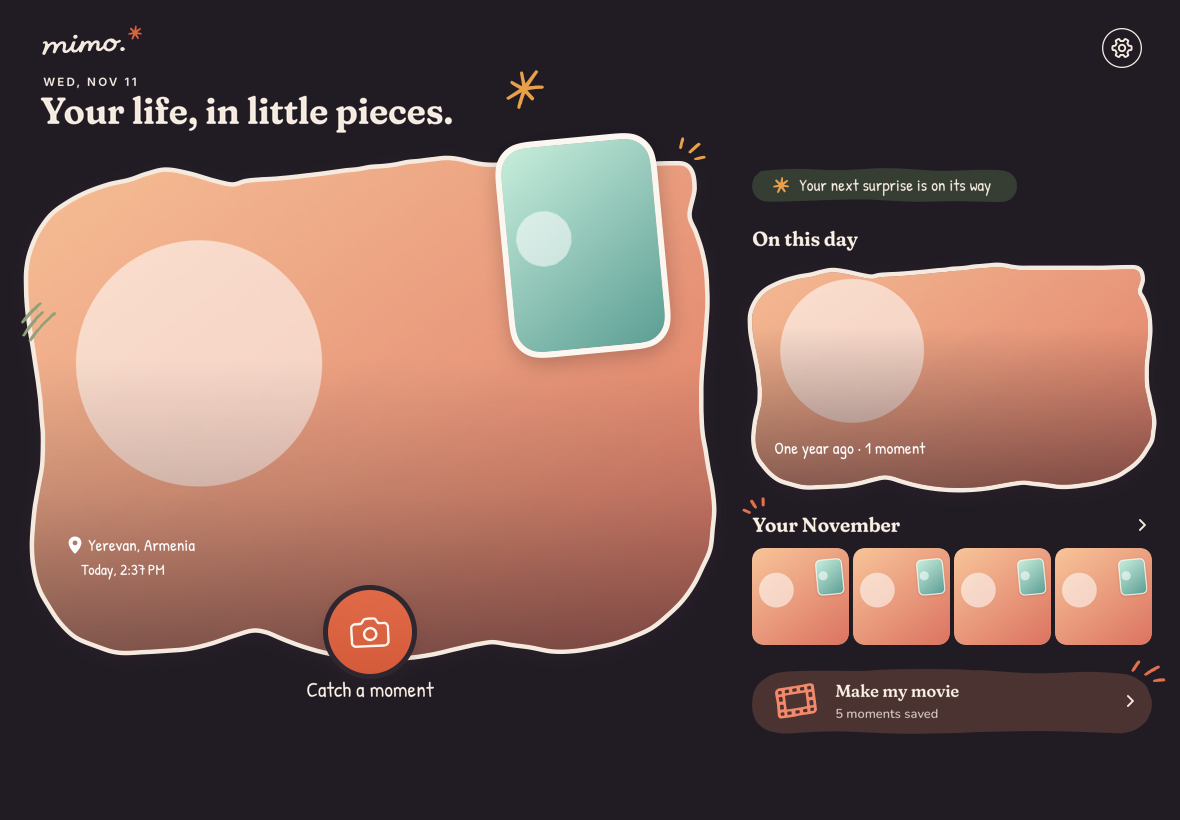 mimo.
WED, NOV 11
Your life, in little pieces.
Your next surprise is on its way
On this day
One year ago · 1 moment
Yerevan, Armenia
Today, 2:37 PM
Catch a moment
Your November
Make my movie
5 moments saved